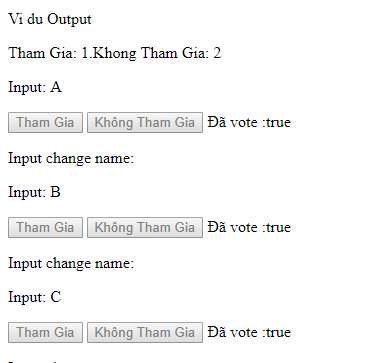 Vi du Output
Tham Gia: 1.Khong Tham Gia: 2
Input: A
Tham Gia Không Tham Gia Đã vote :true
Input change name:
Input: B
Tham Gia Không Tham Gia Đã vote :true
Input change name:
Input: C
Tham Gia Không Tham Gia Đã vote :true